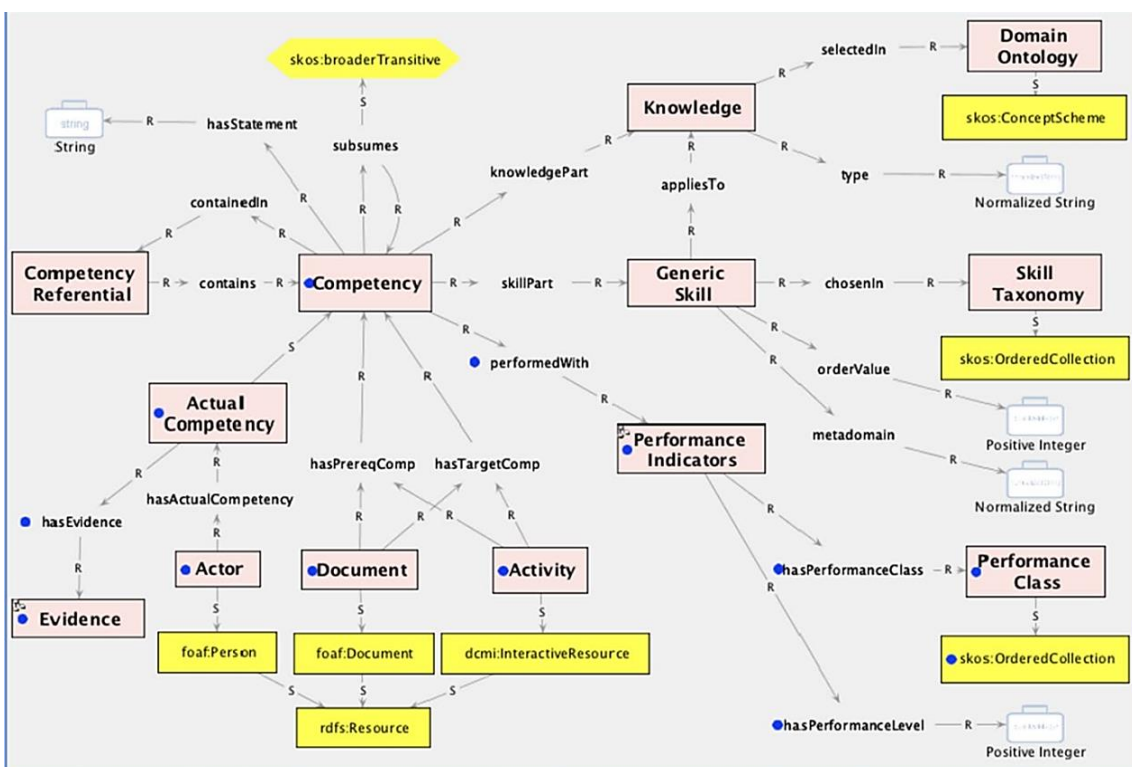 Domain
Ontology
selectedIn
R
R
S
skos:broaderTransitive
Knowledge
skos:ConceptScheme
S
string
R
hasStatement
String
subsumes
R
R
R
knowledgePart
type
R
Normalized String
appliesTo
R
R
R
R
R
containedIn
R
R
R
Competency
Referential
R
contains
R
Competency
R
skillPart
R
Generic
Skill
R
chosenIn
R
Skill
Taxonomy
S
R
R
performedWith
R
orderValue
skos:OrderedCollection
S
R
R
R
R
Actual
Competency
metadomain
Positive Integer
R
Performance
Indicators
R
hasPrereqComp
hasTargetComp
R
R
Normalized String
hasActualCompetency
hasEvidence
R
R
R
R
R
R
R
Actor
Document
Activity
hasPerformanceClass
R
Performance
Class
R
R
Evidence
S
S
S
S
foaf:Person
foaf:Document
dcmi:InteractiveResource
skos:OrderedCollection
S
S
S
rdfs:Resource
hasPerformanceLevel
R
Positive Integer